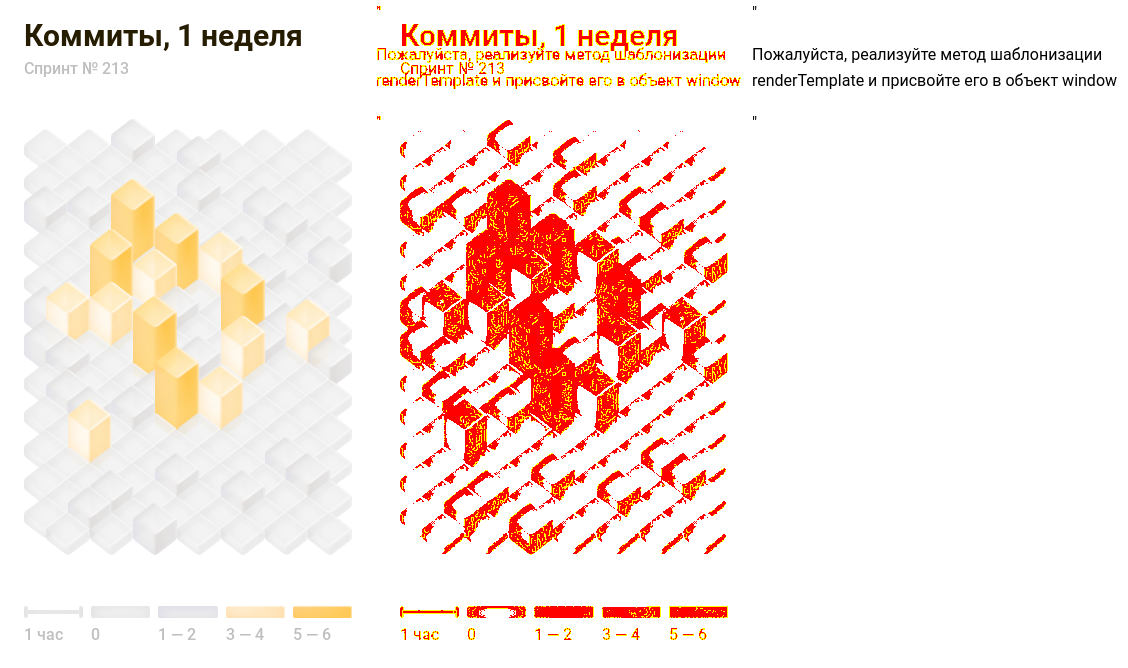 Коммиты, 1 неделя
Спринт № 213
1 час
0
1 — 2
3 — 4
5 — 6
"
Коммиты, 1 неделя
Пожалуйста, реализуйте метод шаблонизации
Спринт № 213
renderTemplate и присвойте его в объект window
"
1 час
0
1 — 2
3 — 4
5 — 6
"
Пожалуйста, реализуйте метод шаблонизации
renderTemplate и присвойте его в объект window
"